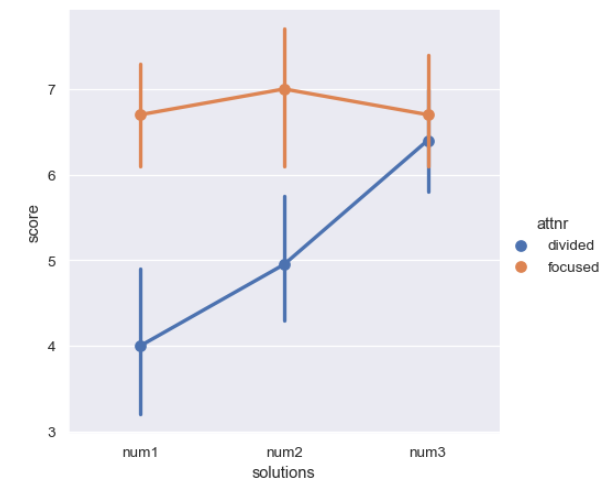 7
6
5
4
3
score
num1
num2
num3
solutions
attnr
divided
focused